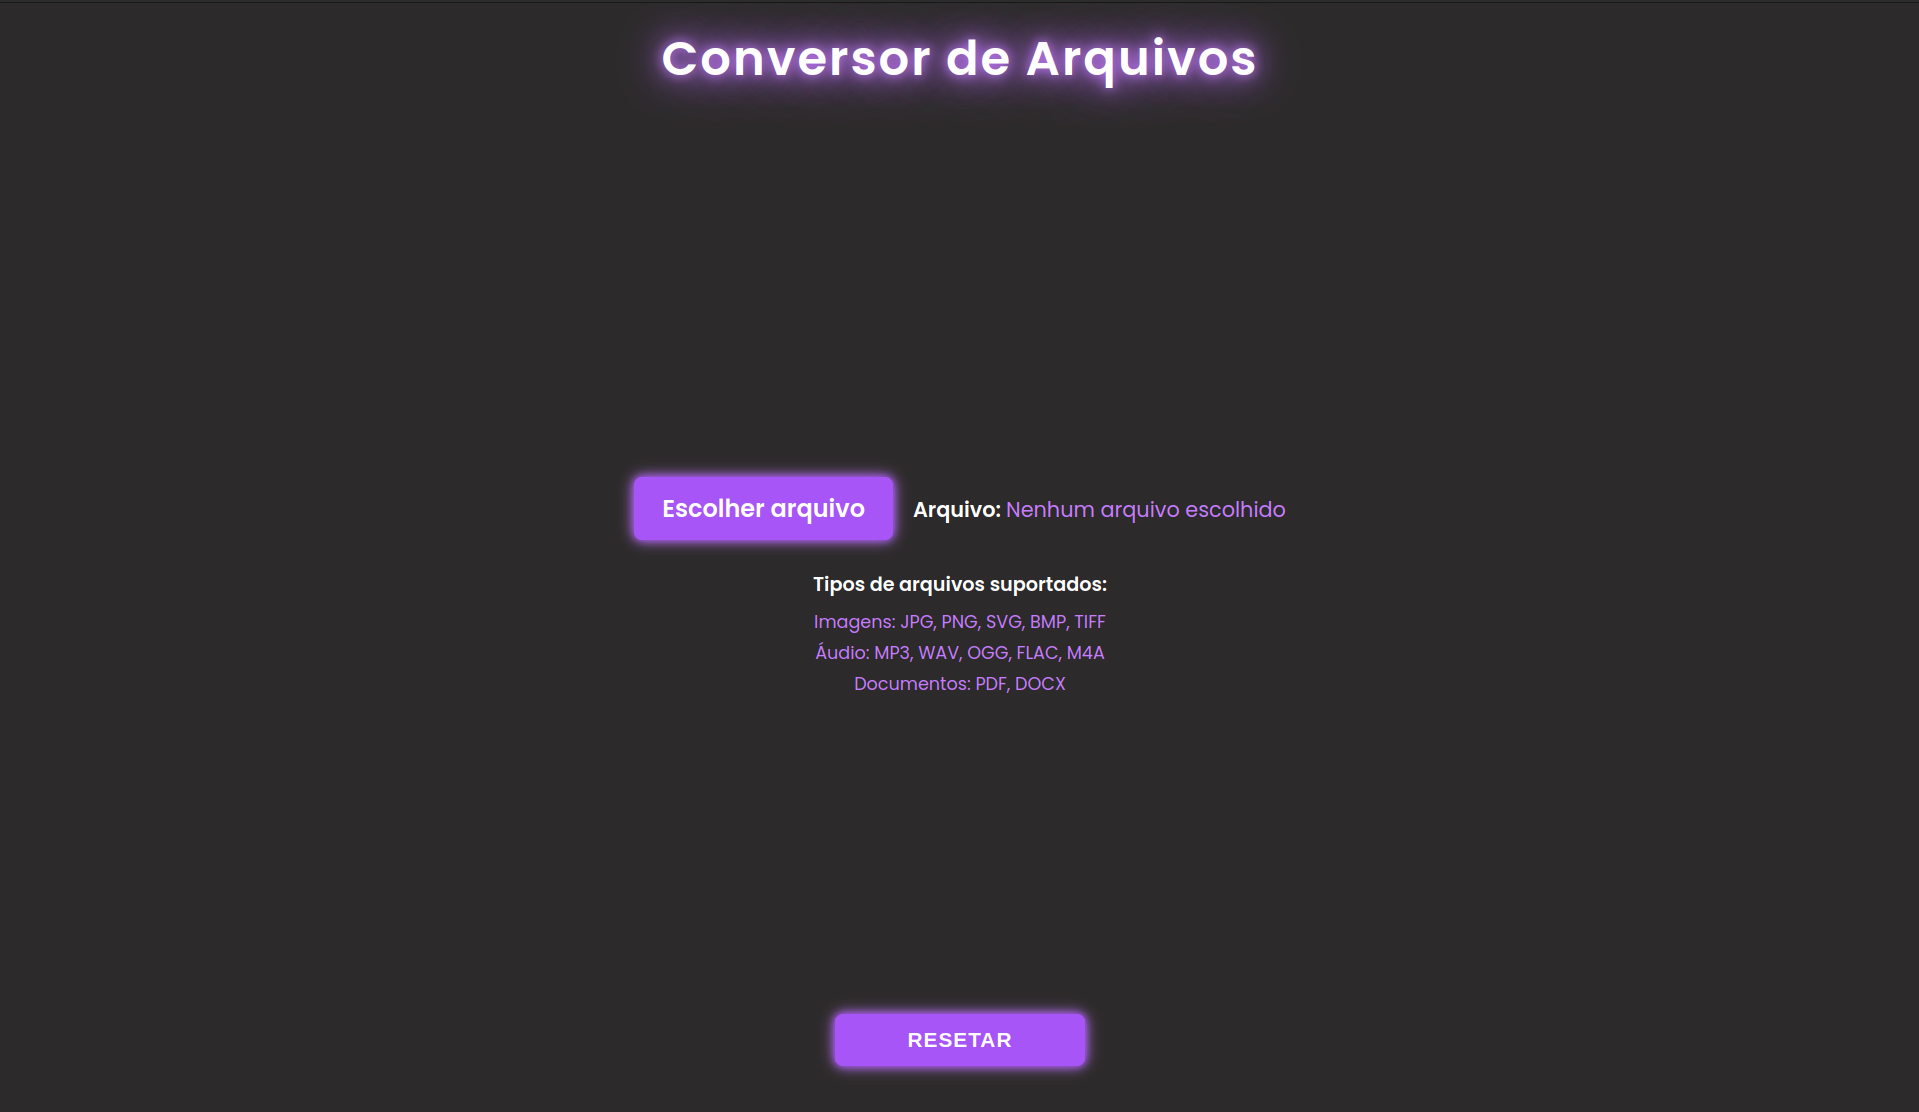 Conversor de Arquivos
Escolher arquivo
Arquivo: Nenhum arquivo escolhido
Tipos de arquivos suportados:
Imagens: JPG, PNG, SVG, BMP, TIFF
Áudio: MP3, WAV, OGG, FLAC, M4A
Documentos: PDF, DOCX
RESETAR